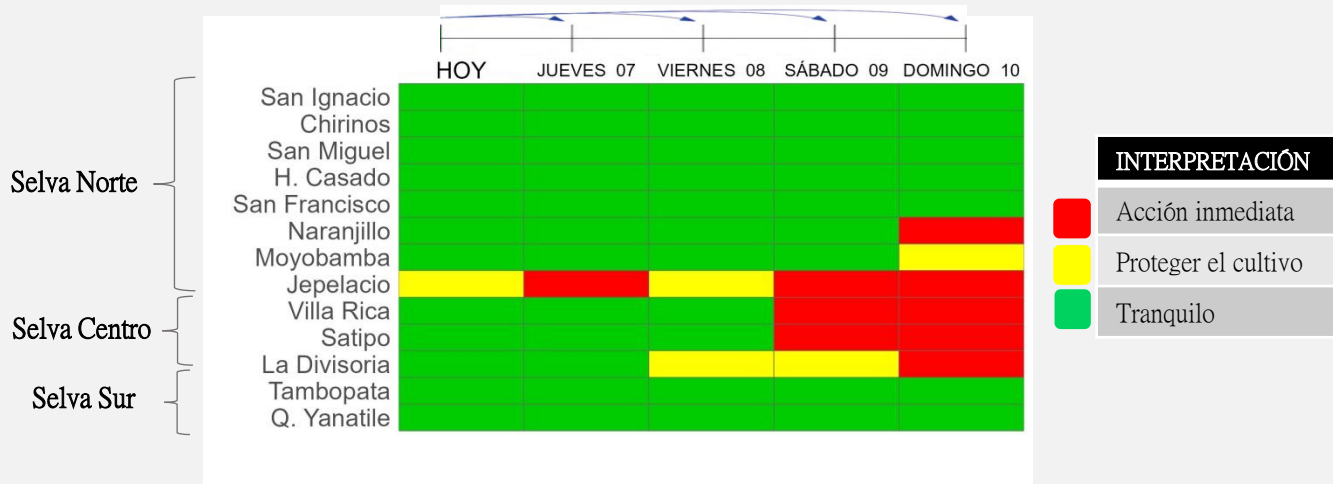 HOY JUEVES 07 VIERNES 08 SÁBADO 09 DOMINGO 10
San Ignacio
Chirinos
San Miguel
H. Casado
San Francisco
Naranjillo
Moyobamba
Jepelacio
Villa Rica
Satipo
La Divisoria
Tambopata
Q. Yanatile
Selva Norte
Selva Centro
Selva Sur
INTERPRETACIÓN
Acción inmediata
Proteger el cultivo
Tranquilo